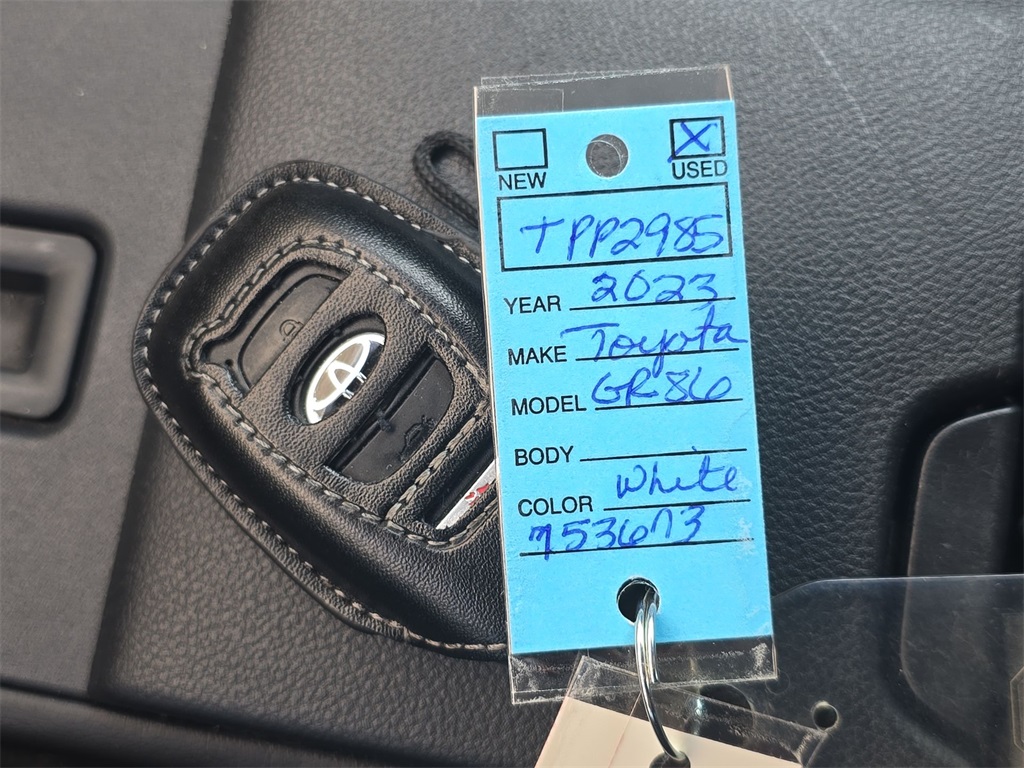 NEW USED
TPP2985
YEAR 2023
MAKE Toyota
MODEL GR86
BODY
COLOR White
753673